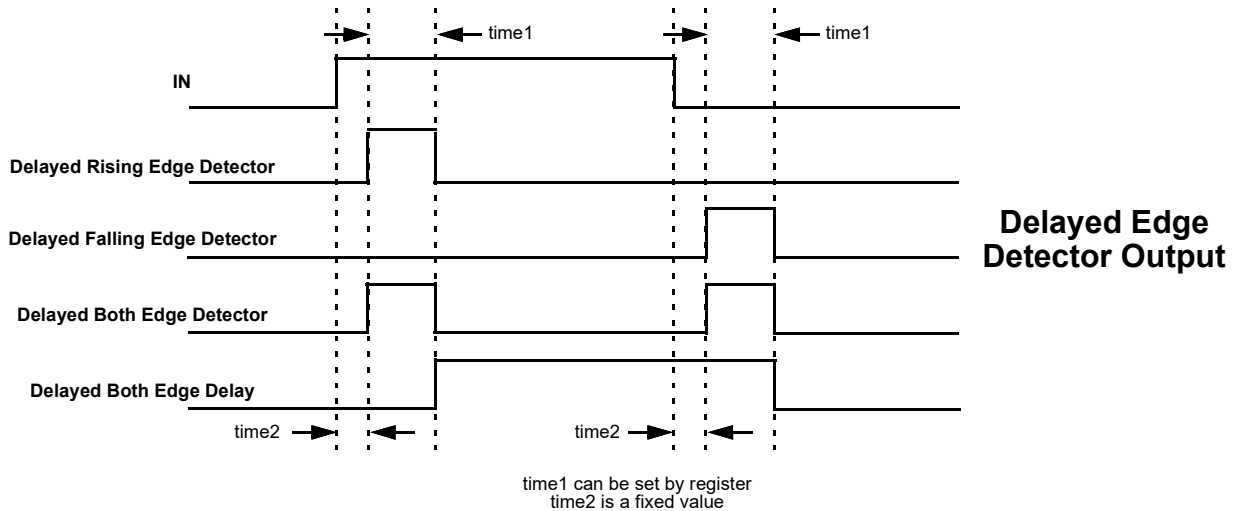 time1
time1
IN
Delayed Rising Edge Detector
Delayed Falling Edge Detector
Delayed Edge
Detector Output
Delayed Both Edge Detector
Delayed Both Edge Delay
time2
time2
time1 can be set by register
time2 is a fixed value